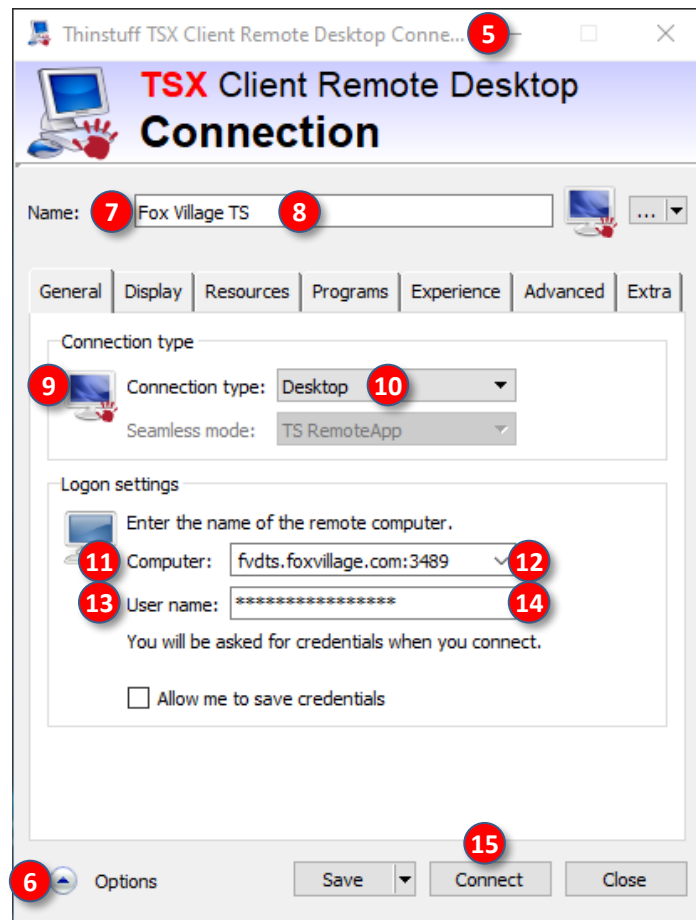 Thinstuff TSX Client Remote Desktop Conne... 5
TSX Client Remote Desktop
Connection
Name: 7 Fox Village TS 8 ...
General Display Resources Programs Experience Advanced Extra
Connection type
9 Connection type: Desktop 10
Seamless mode: TS RemoteApp
Logon settings
Enter the name of the remote computer.
11 Computer: fvdts.foxvillage.com:3489 12
13 User name: **************** 14
You will be asked for credentials when you connect.
Allow me to save credentials
15
6 Options Save Connect Close